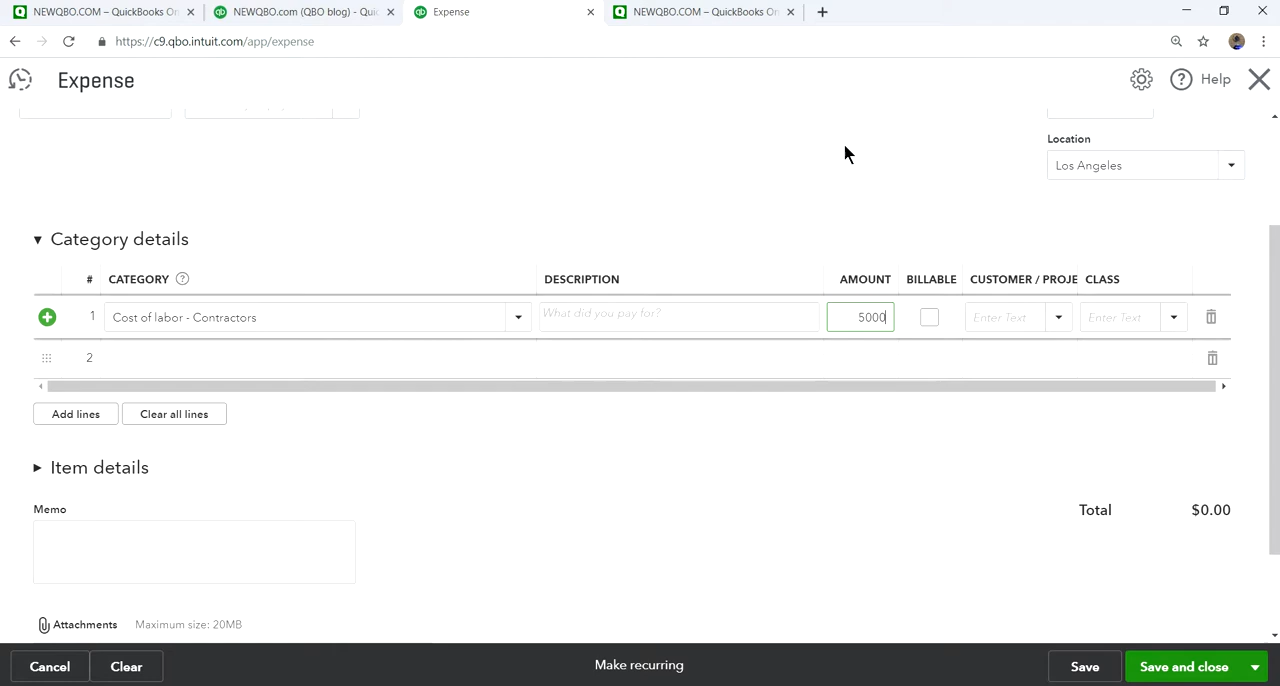 NEWQBO.COM – QuickBooks On
NEWQBO.com (QBO blog) - Quic
Expense
NEWQBO.COM – QuickBooks On
https://c9.qbo.intuit.com/app/expense
Expense
Help
Location
Los Angeles
Category details
# CATEGORY DESCRIPTION AMOUNT BILLABLE CUSTOMER / PROJE CLASS
1 Cost of labor - Contractors What did you pay for? 5000 Enter Text Enter Text
2
Add lines Clear all lines
Item details
Memo
Total $0.00
Attachments Maximum size: 20MB
Cancel Clear Make recurring Save Save and close